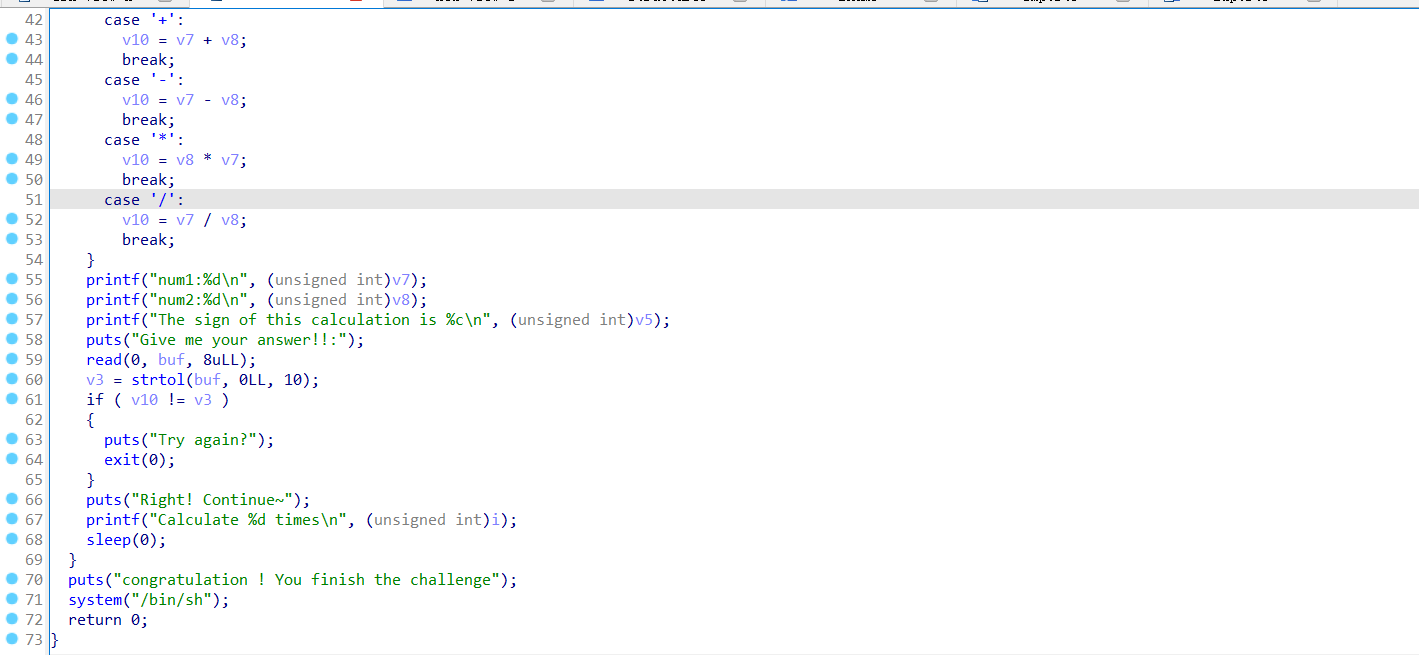 42 case '+':
43 v10 = v7 + v8;
44 break;
45 case '-':
46 v10 = v7 - v8;
47 break;
48 case '*':
49 v10 = v8 * v7;
50 break;
51 case '/':
52 v10 = v7 / v8;
53 break;
54 }
55 printf("num1:%d\n", (unsigned int)v7);
56 printf("num2:%d\n", (unsigned int)v8);
57 printf("The sign of this calculation is %c\n", (unsigned int)v5);
58 puts("Give me your answer!!:");
59 read(0, buf, 8uLL);
60 v3 = strtol(buf, 0LL, 10);
61 if ( v10 != v3 )
62 {
63 puts("Try again?");
64 exit(0);
65 }
66 puts("Right! Continue~");
67 printf("Calculate %d times\n", (unsigned int)i);
68 sleep(0);
69 }
70 puts("congratulation ! You finish the challenge");
71 system("/bin/sh");
72 return 0;
73 }